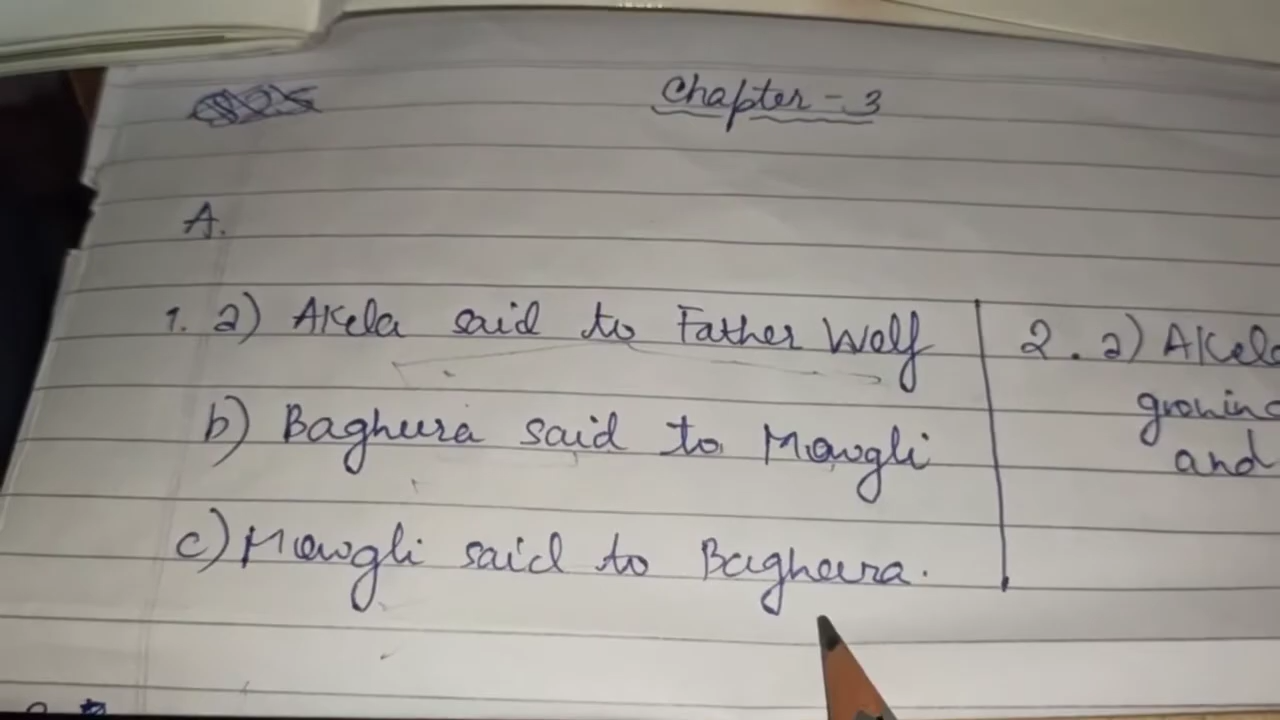 Chapter - 3
A.
1. a) Akela said to Father Wolf
b) Bagheera said to Mowgli
c) Mowgli said to Bagheera.
2. a) Akela
growing
and